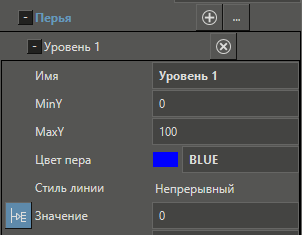 Перья ...
Уровень 1
Имя Уровень 1
MinY 0
MaxY 100
Цвет пера BLUE
Стиль линии Непрерывный
Значение 0